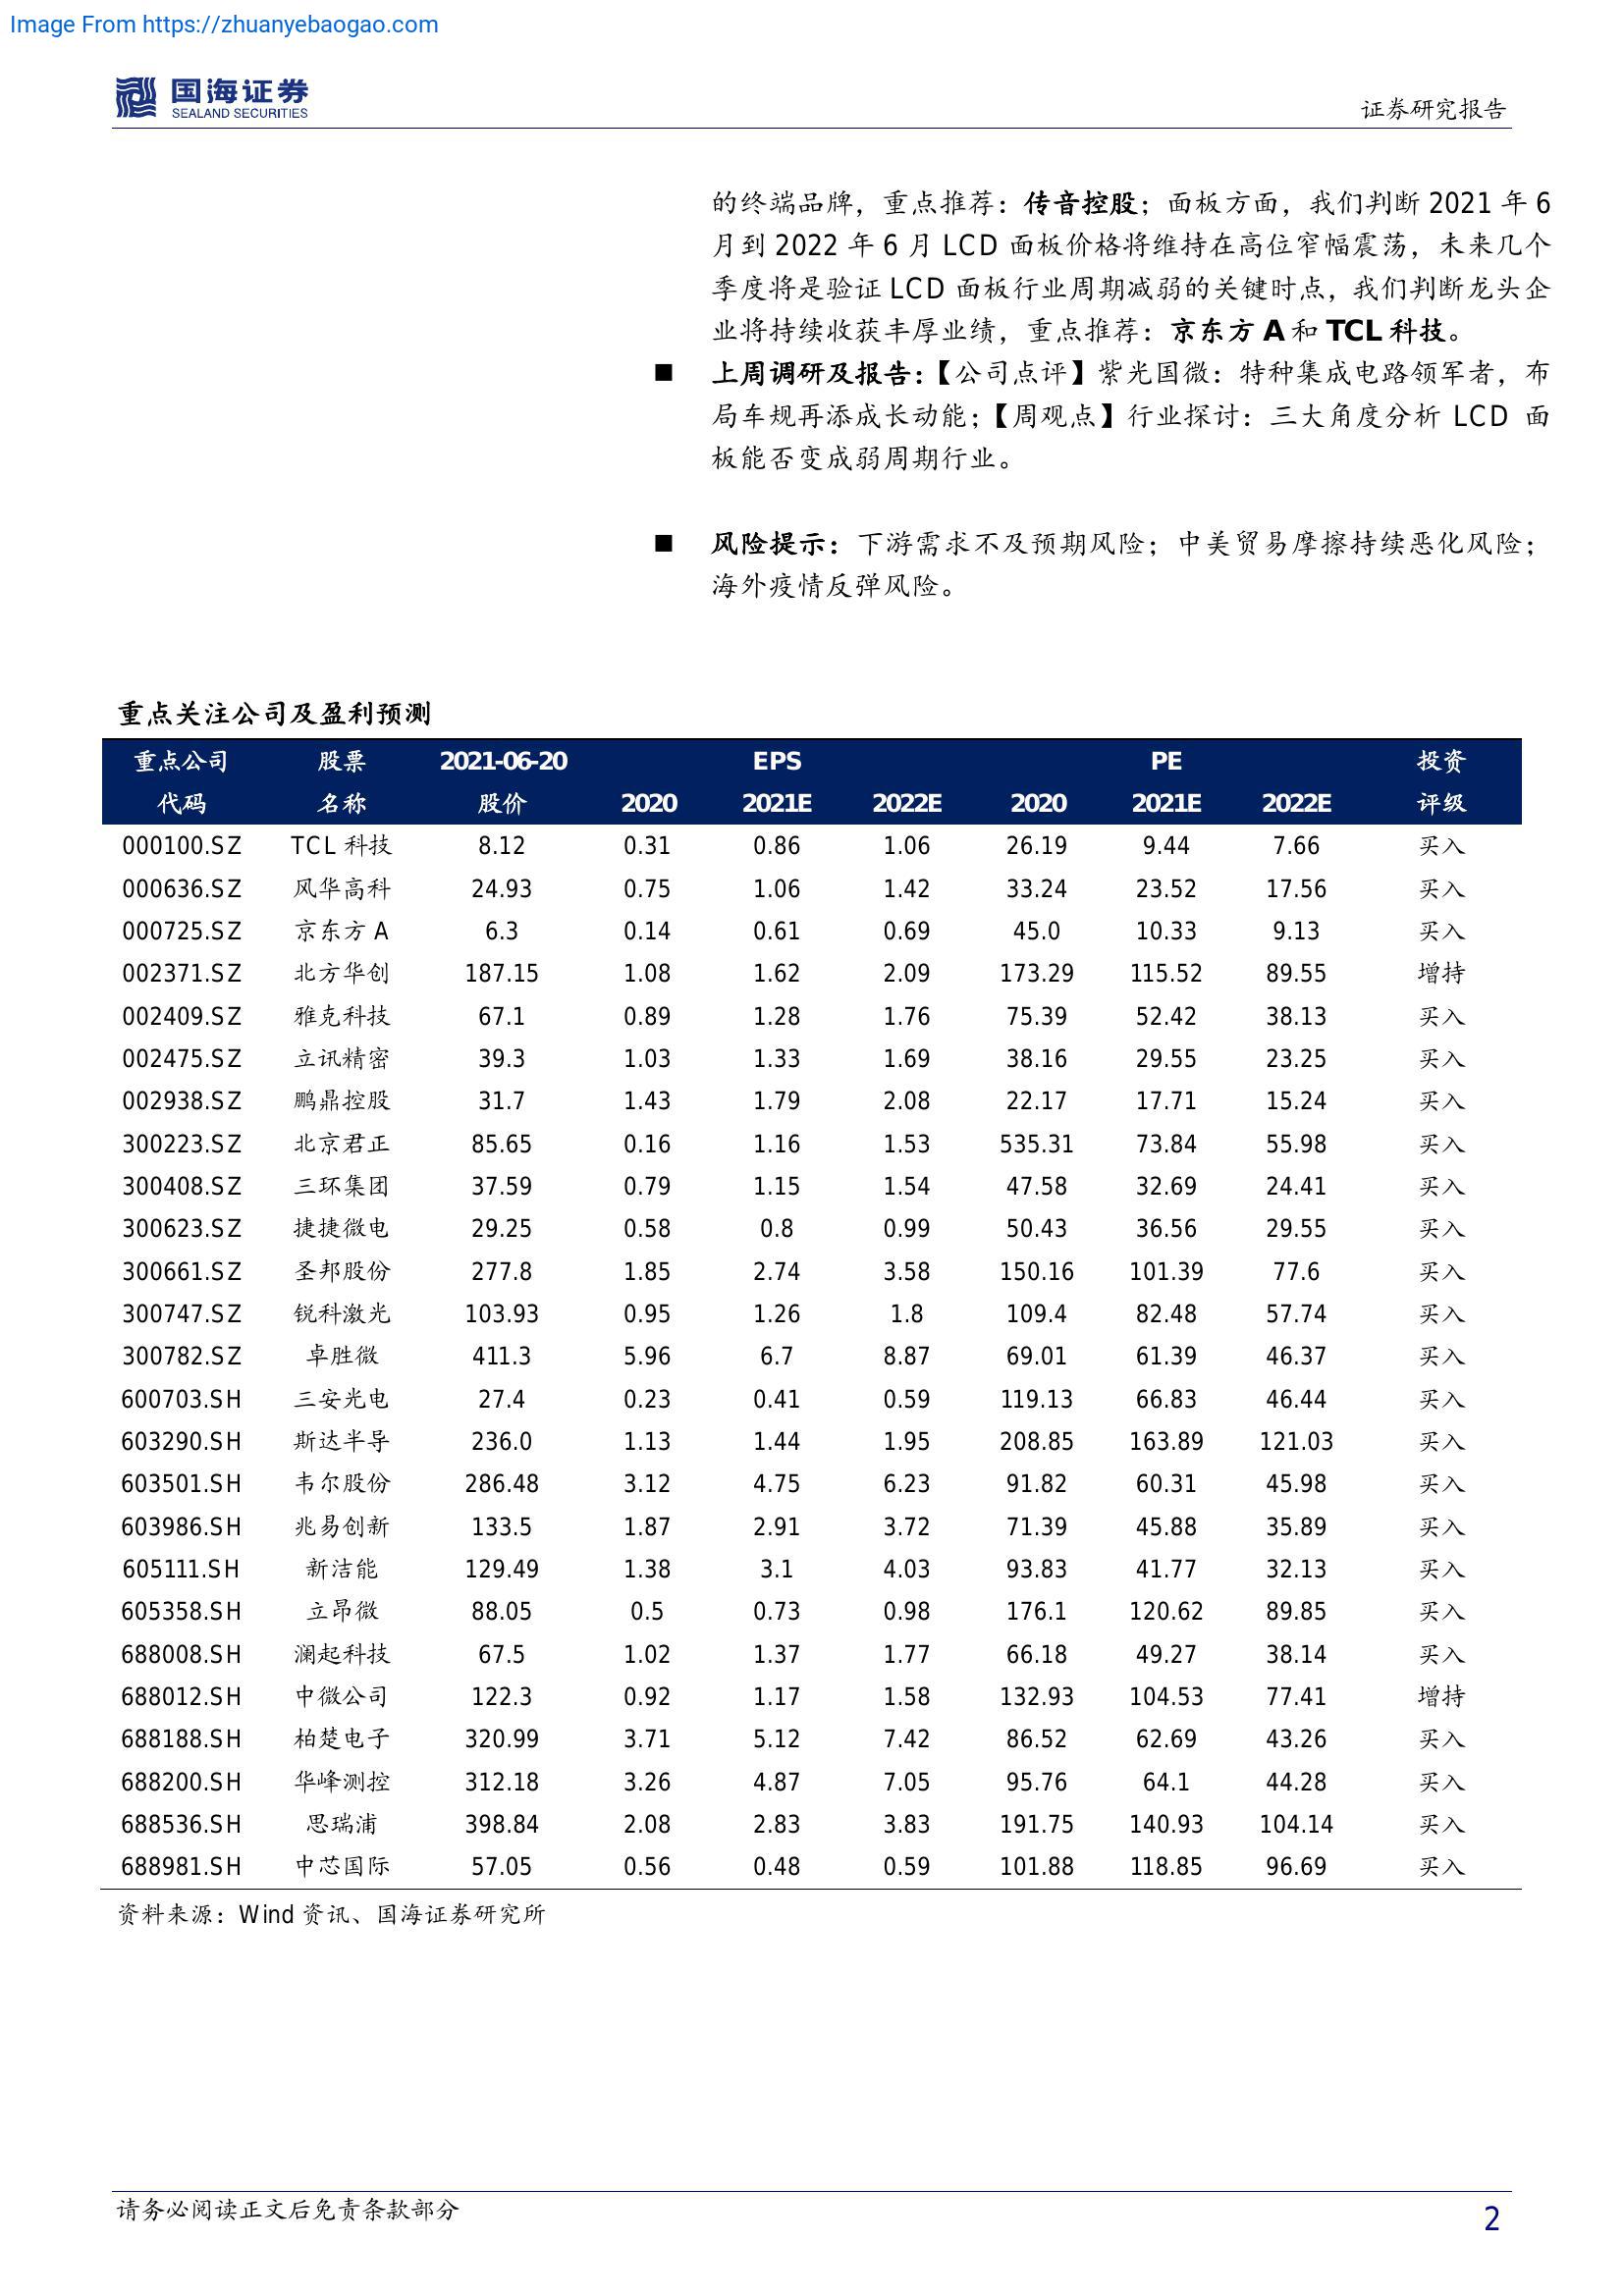 Image From https://zhuanyebaogao.com
国海证券
SEALAND SECURITIES
证券研究报告
的终端品牌，重点推荐：传音控股；面板方面，我们判断 2021 年 6
月到 2022 年 6 月 LCD 面板价格将维持在高位窄幅震荡，未来几个
季度将是验证 LCD 面板行业周期减弱的关键时点，我们判断龙头企
业将持续收获丰厚业绩，重点推荐：京东方 A 和 TCL 科技。
■ 上周调研及报告：【公司点评】紫光国微：特种集成电路领军者，布
局车规再添成长动能；【周观点】行业探讨：三大角度分析 LCD 面
板能否变成弱周期行业。
■ 风险提示：下游需求不及预期风险；中美贸易摩擦持续恶化风险；
海外疫情反弹风险。
重点关注公司及盈利预测
重点公司 股票 2021-06-20 EPS PE 投资
代码 名称 股价 2020 2021E 2022E 2020 2021E 2022E 评级
000100.SZ TCL 科技 8.12 0.31 0.86 1.06 26.19 9.44 7.66 买入
000636.SZ 风华高科 24.93 0.75 1.06 1.42 33.24 23.52 17.56 买入
000725.SZ 京东方 A 6.3 0.14 0.61 0.69 45.0 10.33 9.13 买入
002371.SZ 北方华创 187.15 1.08 1.62 2.09 173.29 115.52 89.55 增持
002409.SZ 雅克科技 67.1 0.89 1.28 1.76 75.39 52.42 38.13 买入
002475.SZ 立讯精密 39.3 1.03 1.33 1.69 38.16 29.55 23.25 买入
002938.SZ 鹏鼎控股 31.7 1.43 1.79 2.08 22.17 17.71 15.24 买入
300223.SZ 北京君正 85.65 0.16 1.16 1.53 535.31 73.84 55.98 买入
300408.SZ 三环集团 37.59 0.79 1.15 1.54 47.58 32.69 24.41 买入
300623.SZ 捷捷微电 29.25 0.58 0.8 0.99 50.43 36.56 29.55 买入
300661.SZ 圣邦股份 277.8 1.85 2.74 3.58 150.16 101.39 77.6 买入
300747.SZ 锐科激光 103.93 0.95 1.26 1.8 109.4 82.48 57.74 买入
300782.SZ 卓胜微 411.3 5.96 6.7 8.87 69.01 61.39 46.37 买入
600703.SH 三安光电 27.4 0.23 0.41 0.59 119.13 66.83 46.44 买入
603290.SH 斯达半导 236.0 1.13 1.44 1.95 208.85 163.89 121.03 买入
603501.SH 韦尔股份 286.48 3.12 4.75 6.23 91.82 60.31 45.98 买入
603986.SH 兆易创新 133.5 1.87 2.91 3.72 71.39 45.88 35.89 买入
605111.SH 新洁能 129.49 1.38 3.1 4.03 93.83 41.77 32.13 买入
605358.SH 立昂微 88.05 0.5 0.73 0.98 176.1 120.62 89.85 买入
688008.SH 澜起科技 67.5 1.02 1.37 1.77 66.18 49.27 38.14 买入
688012.SH 中微公司 122.3 0.92 1.17 1.58 132.93 104.53 77.41 增持
688188.SH 柏楚电子 320.99 3.71 5.12 7.42 86.52 62.69 43.26 买入
688200.SH 华峰测控 312.18 3.26 4.87 7.05 95.76 64.1 44.28 买入
688536.SH 思瑞浦 398.84 2.08 2.83 3.83 191.75 140.93 104.14 买入
688981.SH 中芯国际 57.05 0.56 0.48 0.59 101.88 118.85 96.69 买入
资料来源：Wind 资讯、国海证券研究所
请务必阅读正文后免责条款部分
2